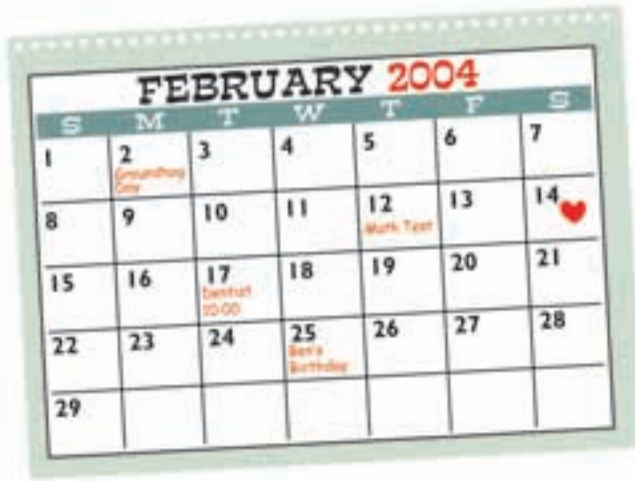 FEBRUARY 2004
S M T W T F S
1 2 3 4 5 6 7
Groundhog
Day
8 9 10 11 12 13 14
Math Test
15 16 17 18 19 20 21
Dentist
10:00
22 23 24 25 26 27 28
Ben's
Birthday
29